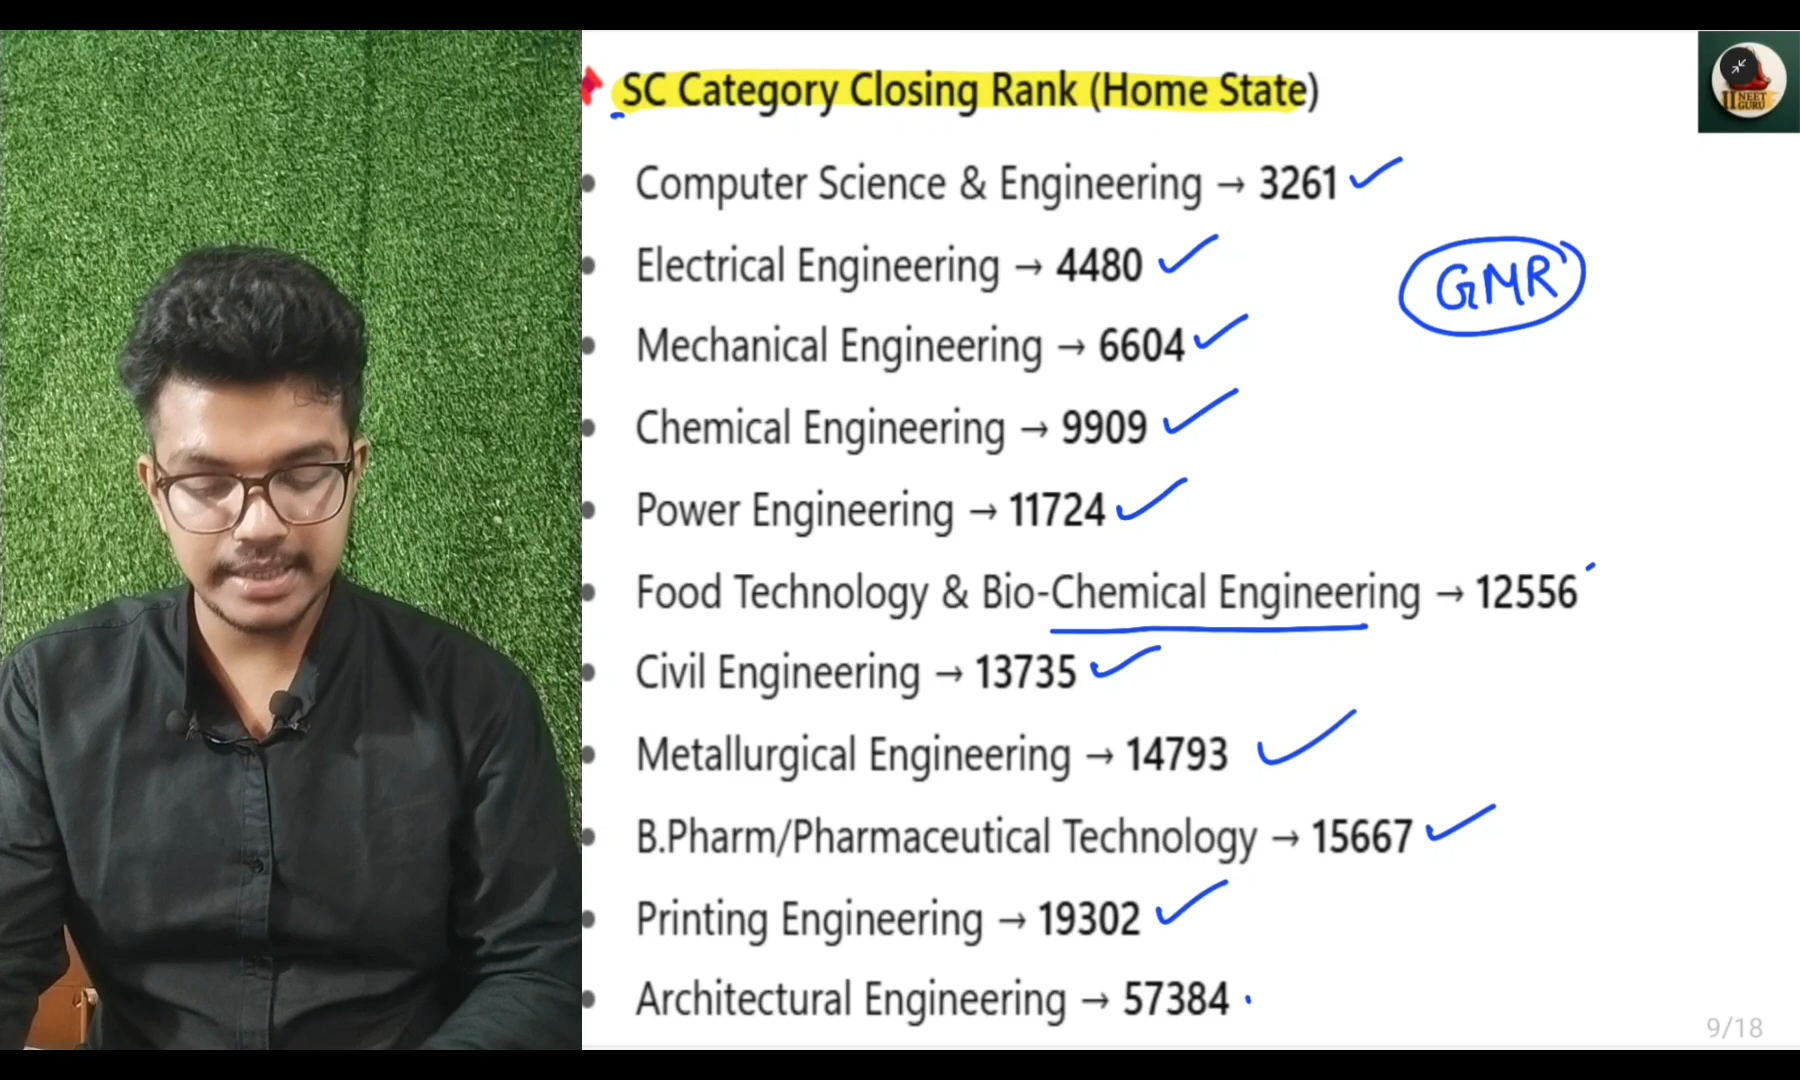 SC Category Closing Rank (Home State)
NEET
GURU
Computer Science & Engineering → 3261
Electrical Engineering → 4480
GMR
Mechanical Engineering → 6604
Chemical Engineering → 9909
Power Engineering → 11724
Food Technology & Bio-Chemical Engineering → 12556
Civil Engineering → 13735
Metallurgical Engineering → 14793
B.Pharm/Pharmaceutical Technology → 15667
Printing Engineering → 19302
Architectural Engineering → 57384
9/18